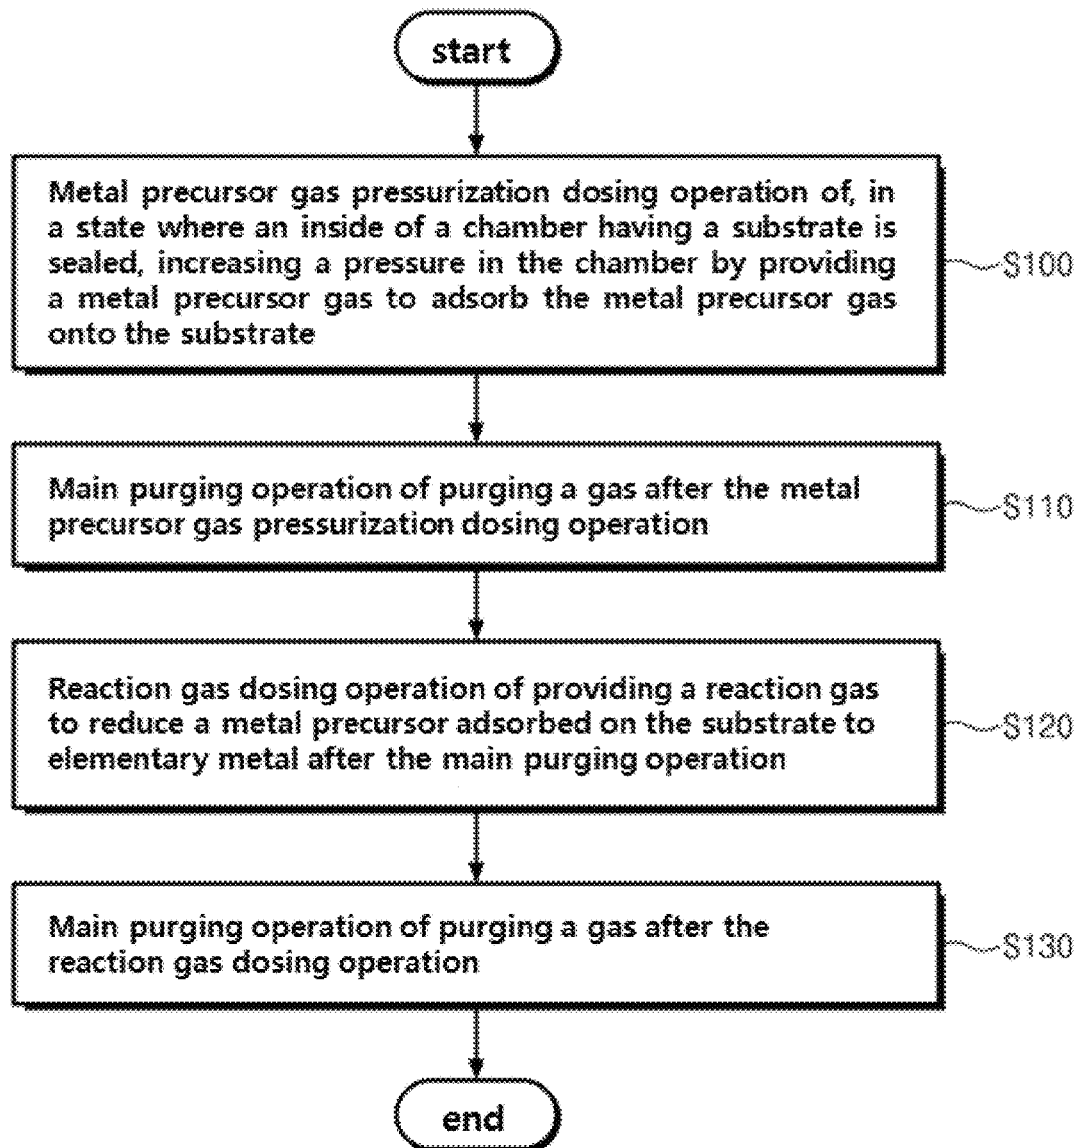 start
Metal precursor gas pressurization dosing operation of, in
a state where an inside of a chamber having a substrate is
sealed, increasing a pressure in the chamber by providing
a metal precursor gas to adsorb the metal precursor gas
onto the substrate
S100
Main purging operation of purging a gas after the metal
precursor gas pressurization dosing operation
S110
Reaction gas dosing operation of providing a reaction gas
to reduce a metal precursor adsorbed on the substrate to
elementary metal after the main purging operation
S120
Main purging operation of purging a gas after the
reaction gas dosing operation
S130
end